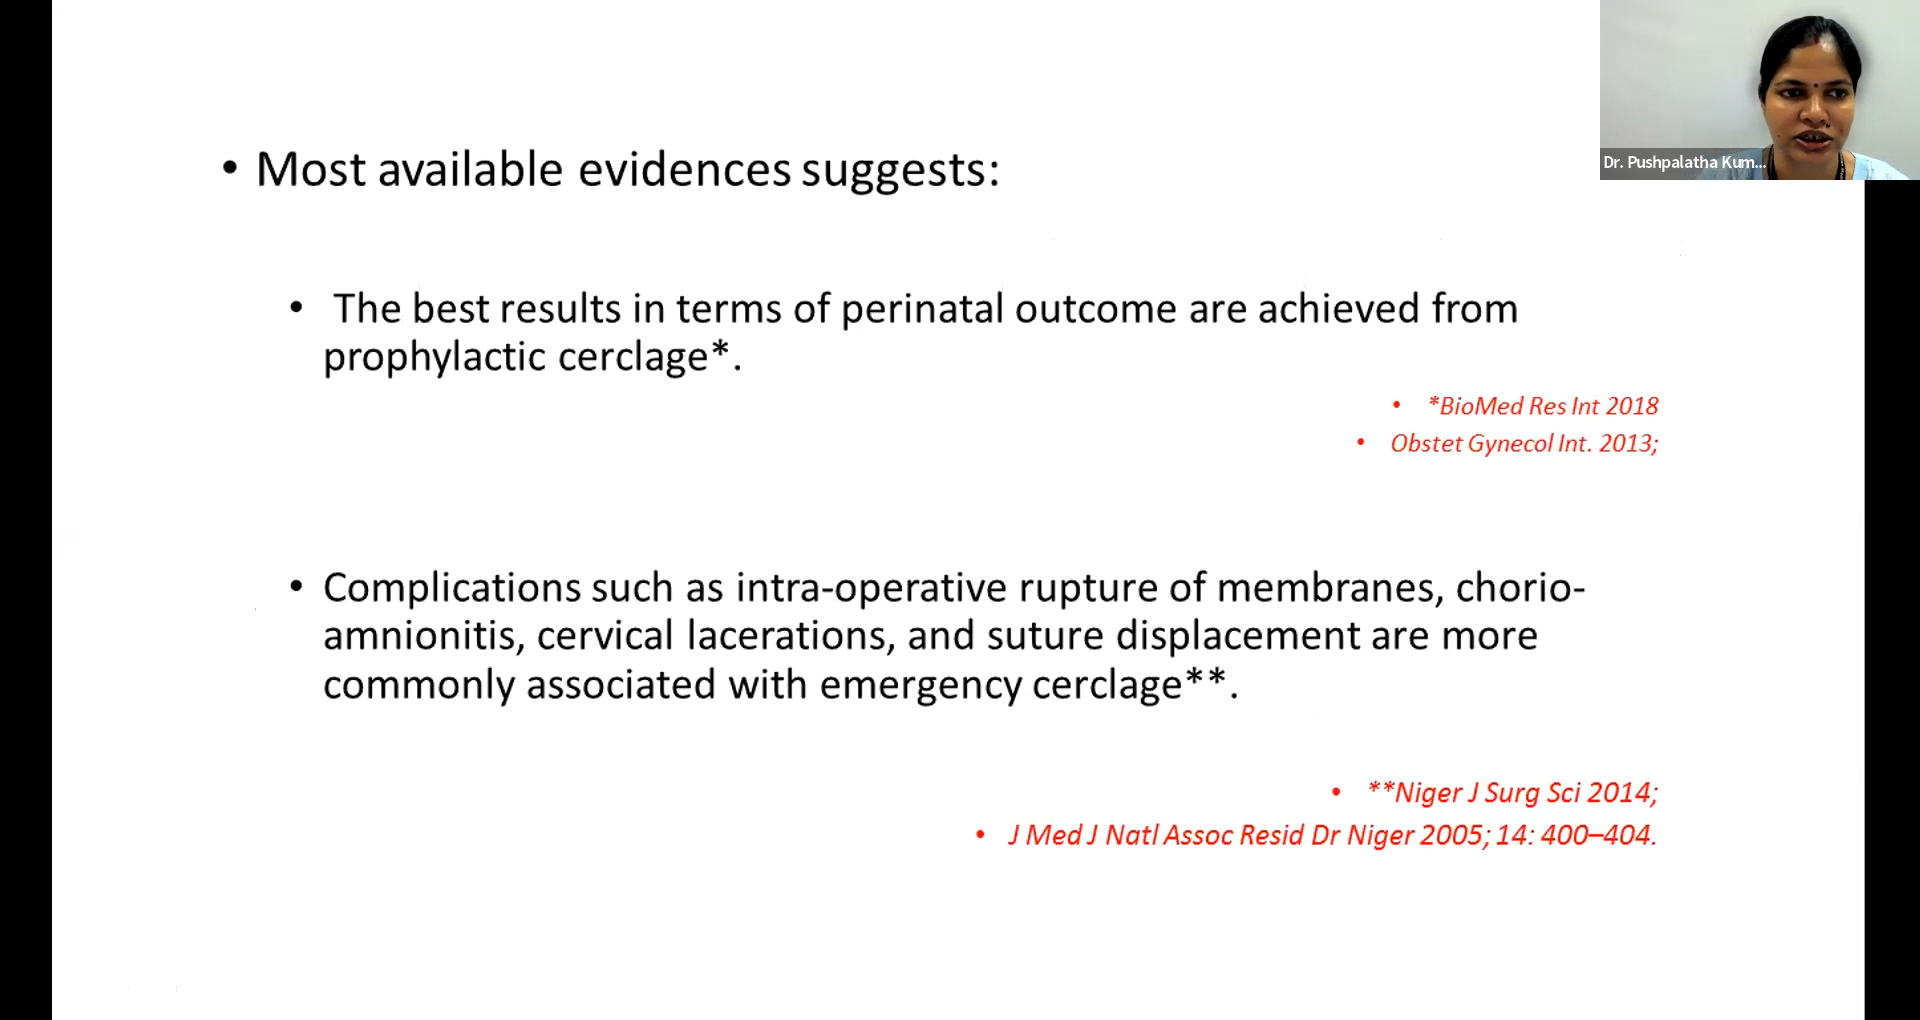 • Most available evidences suggests:
• The best results in terms of perinatal outcome are achieved from
prophylactic cerclage*.
• *BioMed Res Int 2018
• Obstet Gynecol Int. 2013;
• Complications such as intra-operative rupture of membranes, chorio-
amnionitis, cervical lacerations, and suture displacement are more
commonly associated with emergency cerclage**.
• **Niger J Surg Sci 2014;
• J Med J Natl Assoc Resid Dr Niger 2005; 14: 400–404.
Dr. Pushpalatha Kum...